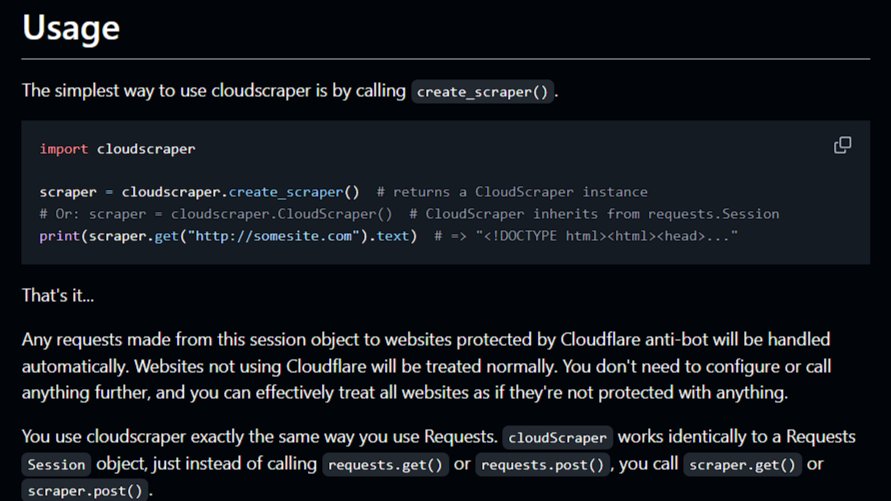 Usage
The simplest way to use cloudscraper is by calling create_scraper().
import cloudscraper
scraper = cloudscraper.create_scraper()  # returns a CloudScraper instance
# Or: scraper = cloudscraper.CloudScraper()  # CloudScraper inherits from requests.Session
print(scraper.get("http://somesite.com").text)  # => "<!DOCTYPE html><html><head>..."
That's it...
Any requests made from this session object to websites protected by Cloudflare anti-bot will be handled
automatically. Websites not using Cloudflare will be treated normally. You don't need to configure or call
anything further, and you can effectively treat all websites as if they're not protected with anything.
You use cloudscraper exactly the same way you use Requests. cloudScraper works identically to a Requests
Session object, just instead of calling requests.get() or requests.post(), you call scraper.get() or
scraper.post().